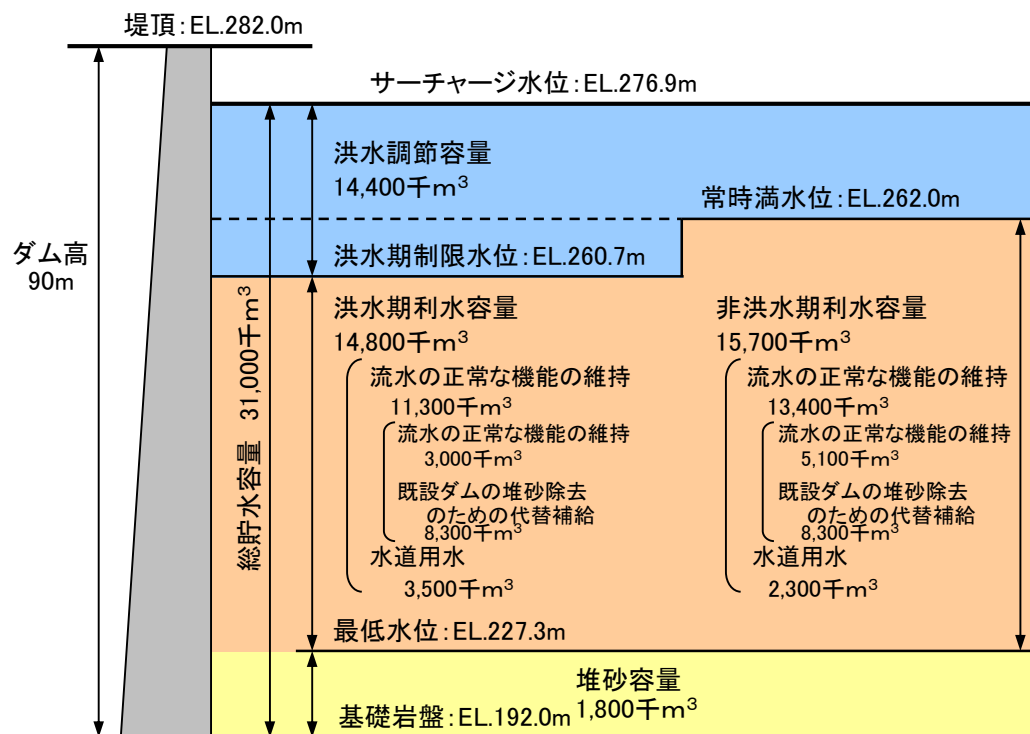 堤頂：EL.282.0m
サーチャージ水位：EL.276.9m
洪水調節容量
14,400千m³
常時満水位：EL.262.0m
洪水期制限水位：EL.260.7m
ダム高
90m
総貯水容量 31,000千m³
洪水期利水容量
14,800千m³
流水の正常な機能の維持
11,300千m³
流水の正常な機能の維持
3,000千m³
既設ダムの堆砂除去
のための代替補給
8,300千m³
水道用水
3,500千m³
非洪水期利水容量
15,700千m³
流水の正常な機能の維持
13,400千m³
流水の正常な機能の維持
5,100千m³
既設ダムの堆砂除去
のための代替補給
8,300千m³
水道用水
2,300千m³
最低水位：EL.227.3m
堆砂容量
1,800千m³
基礎岩盤：EL.192.0m